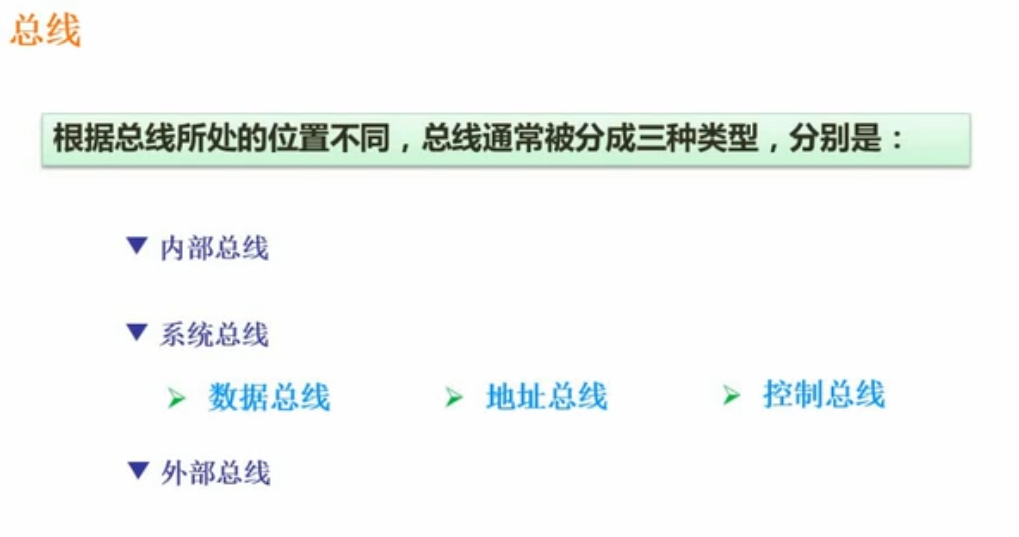 总线
根据总线所处的位置不同，总线通常被分成三种类型，分别是：
内部总线
系统总线
数据总线 地址总线 控制总线
外部总线